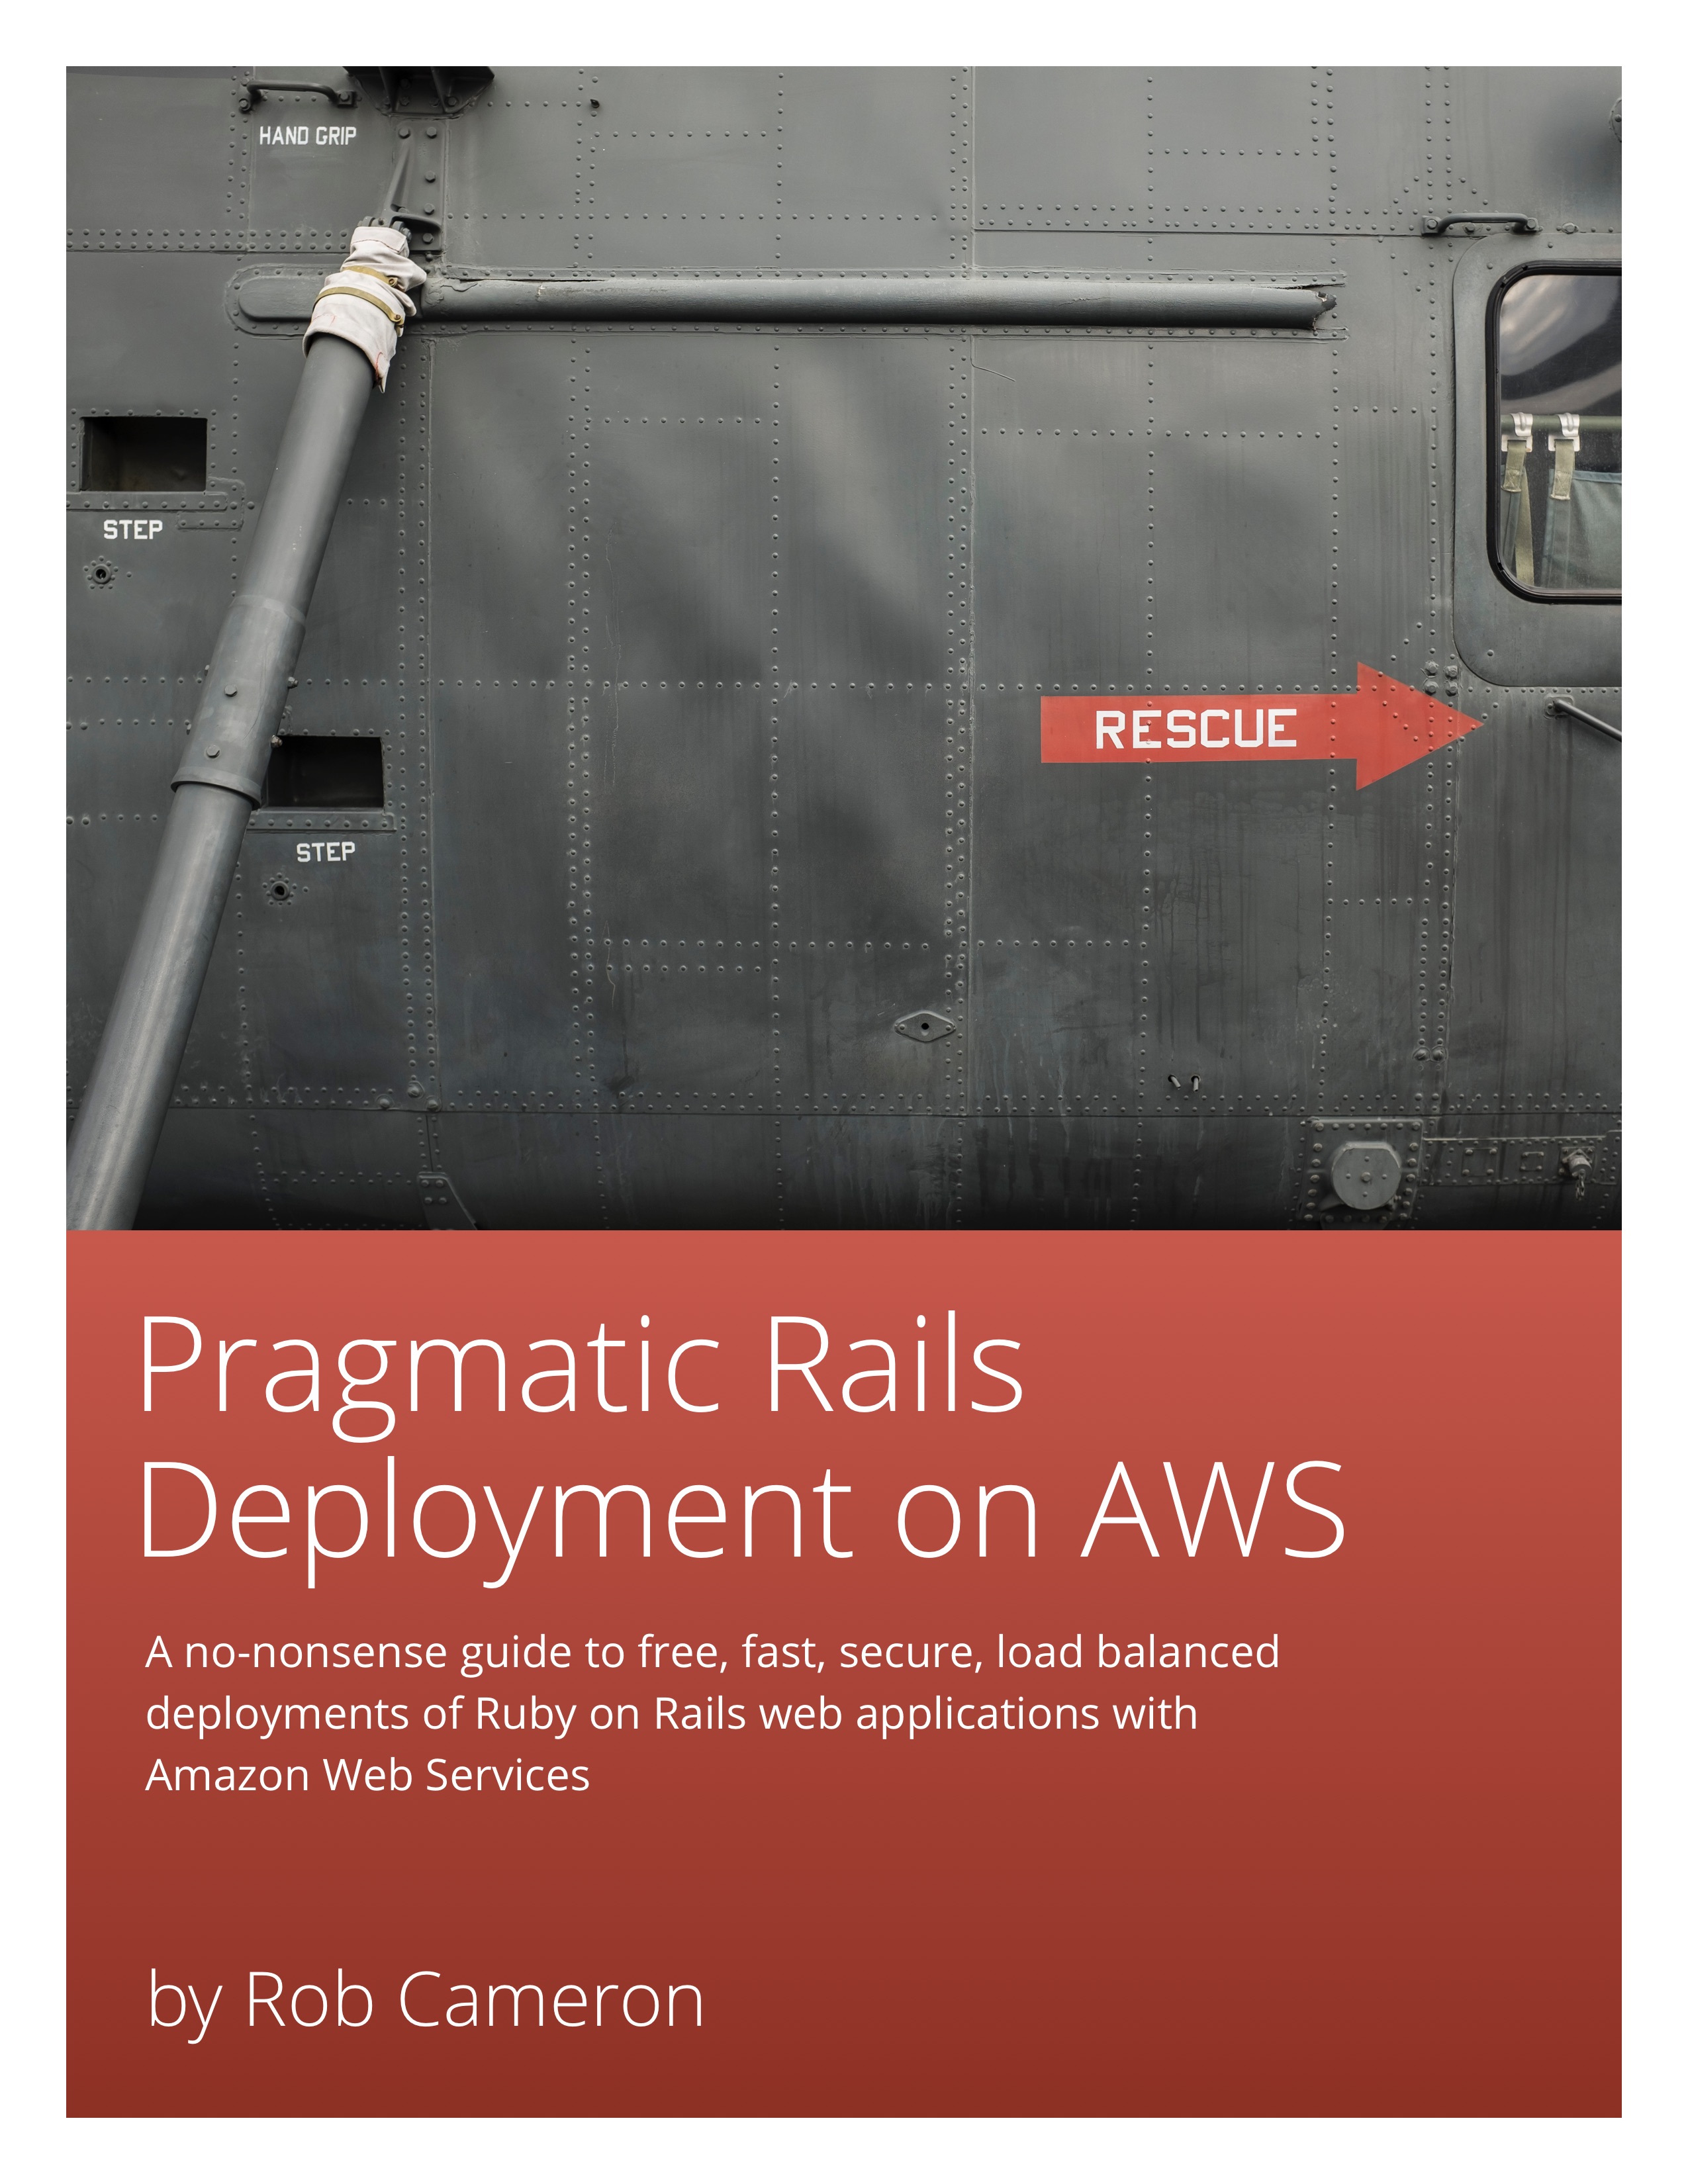 HAND GRIP
STEP
RESCUE
STEP
Pragmatic Rails
Deployment on AWS
A no-nonsense guide to free, fast, secure, load balanced
deployments of Ruby on Rails web applications with
Amazon Web Services
by Rob Cameron